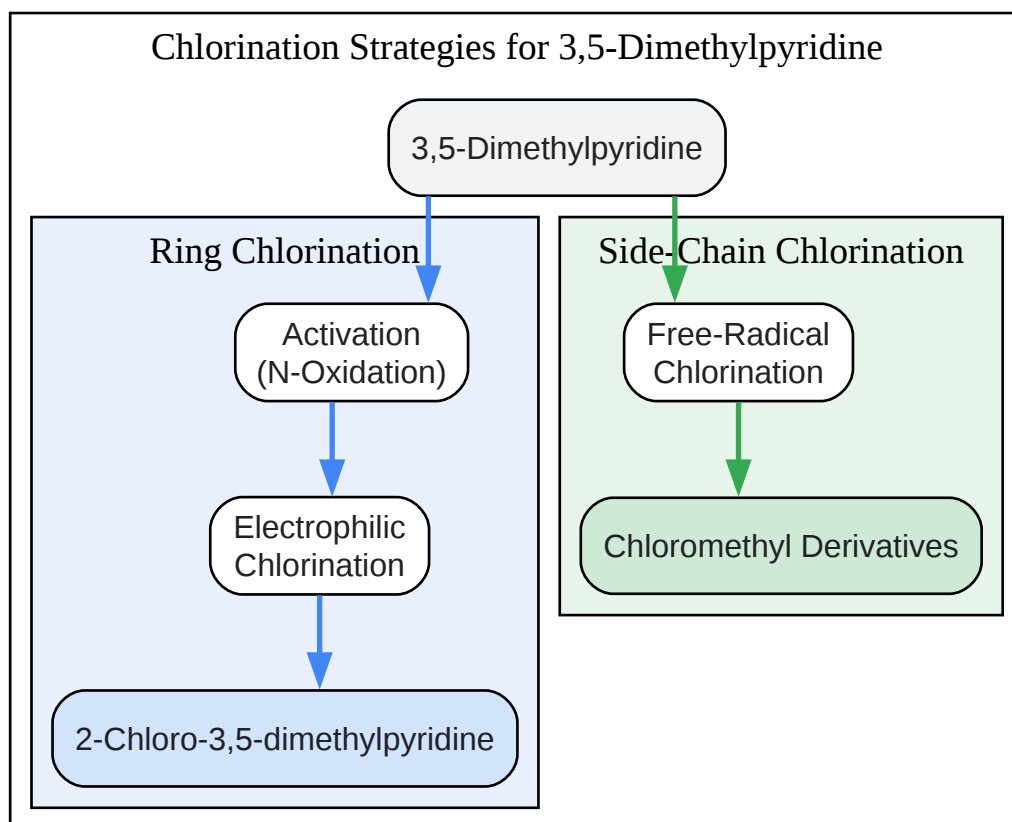 Chlorination Strategies for 3,5-Dimethylpyridine
3,5-Dimethylpyridine
Ring Chlorination
Activation
(N-Oxidation)
Electrophilic
Chlorination
2-Chloro-3,5-dimethylpyridine
Side-Chain Chlorination
Free-Radical
Chlorination
Chloromethyl Derivatives